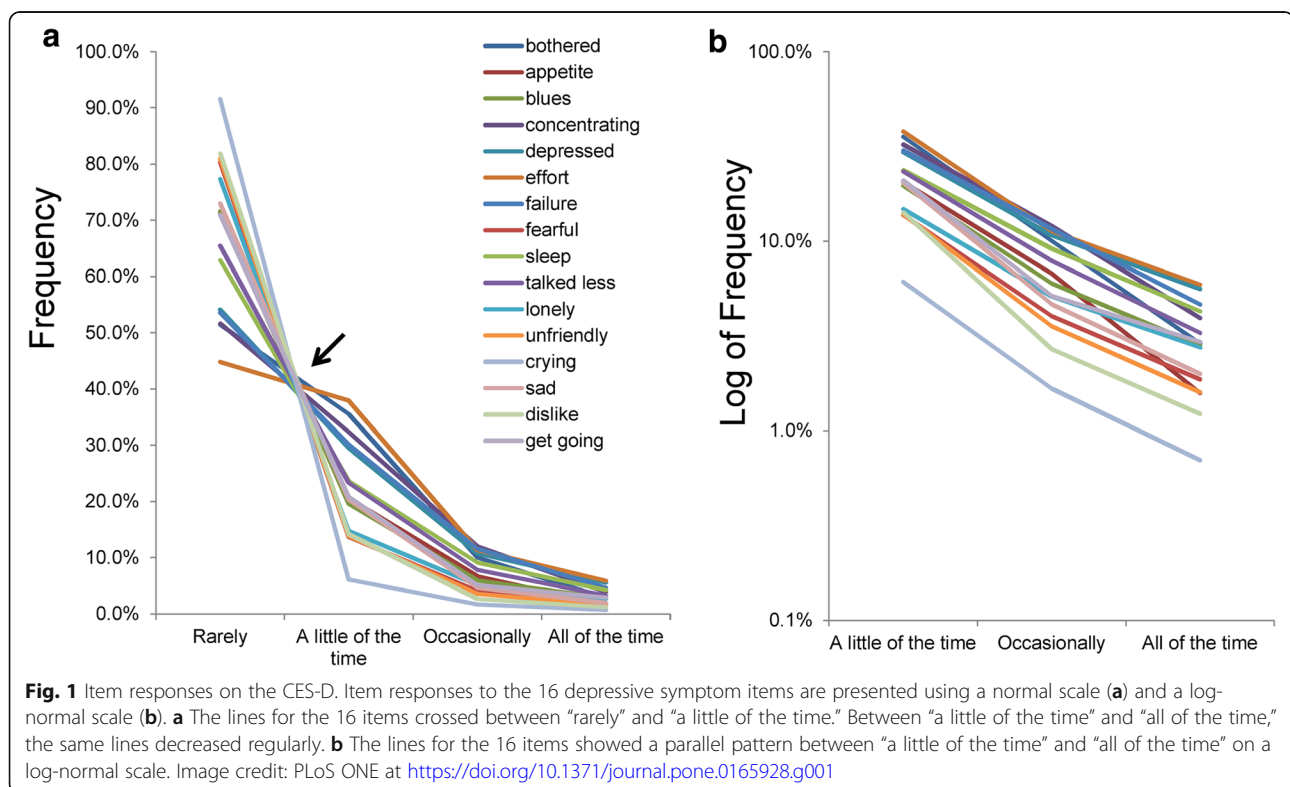 a
100.0%
90.0%
80.0%
70.0%
60.0%
50.0%
40.0%
30.0%
20.0%
10.0%
0.0%
Frequency
Rarely
A little of the
time
Occasionally
All of the time
bothered
appetite
blues
concentrating
depressed
effort
failure
fearful
sleep
talked less
lonely
unfriendly
crying
sad
dislike
get going
b
100.0%
10.0%
1.0%
0.1%
Log of Frequency
A little of the time
Occasionally
All of the time
Fig. 1 Item responses on the CES-D. Item responses to the 16 depressive symptom items are presented using a normal scale (a) and a log-
normal scale (b). a The lines for the 16 items crossed between “rarely” and “a little of the time.” Between “a little of the time” and “all of the time,”
the same lines decreased regularly. b The lines for the 16 items showed a parallel pattern between “a little of the time” and “all of the time” on a
log-normal scale. Image credit: PLoS ONE at https://doi.org/10.1371/journal.pone.0165928.g001